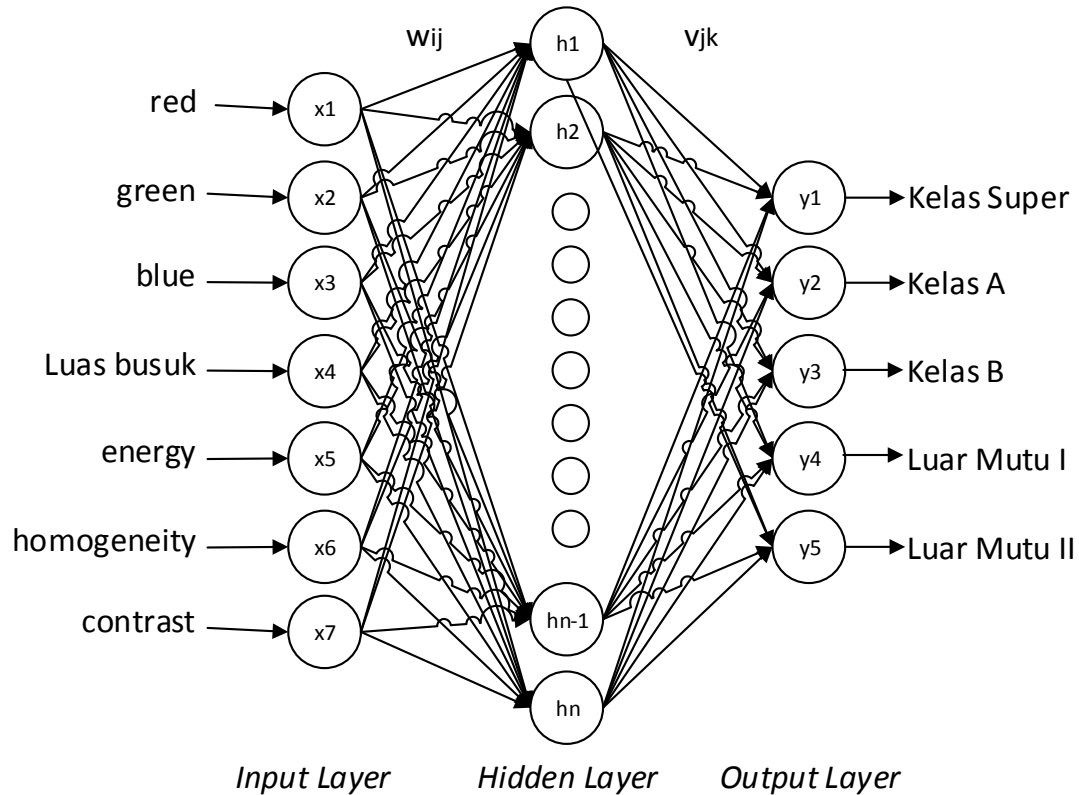 wij
vjk
red
green
blue
Luas busuk
energy
homogeneity
contrast
x1
x2
x3
x4
x5
x6
x7
h1
h2
hn-1
hn
y1
y2
y3
y4
y5
Kelas Super
Kelas A
Kelas B
Luar Mutu I
Luar Mutu II
Input Layer
Hidden Layer
Output Layer